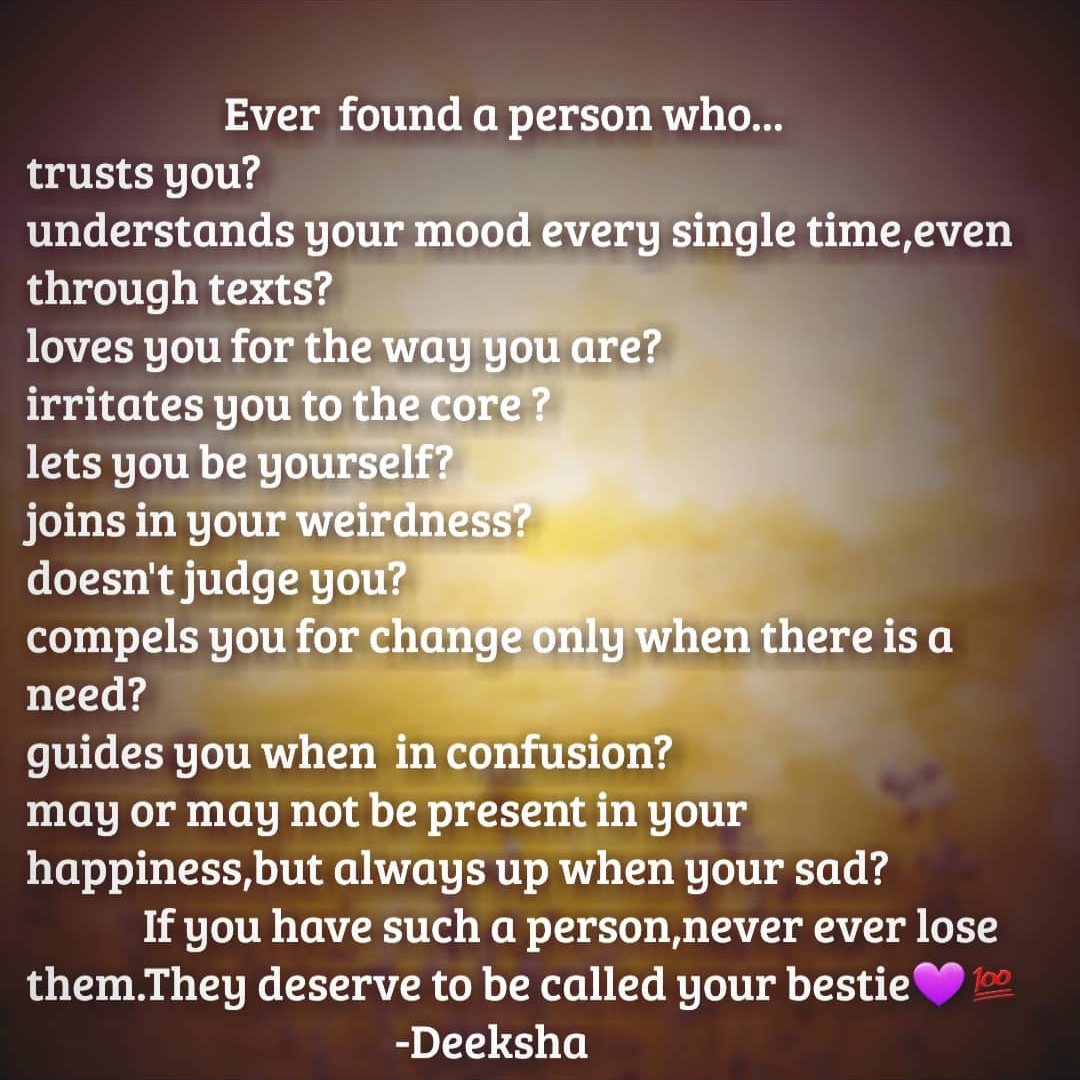 Ever found a person who...
trusts you?
understands your mood every single time,even
through texts?
loves you for the way you are?
irritates you to the core ?
lets you be yourself?
joins in your weirdness?
doesn't judge you?
compels you for change only when there is a
need?
guides you when in confusion?
may or may not be present in your
happiness,but always up when your sad?
If you have such a person,never ever lose
them.They deserve to be called your bestie💜💯
-Deeksha